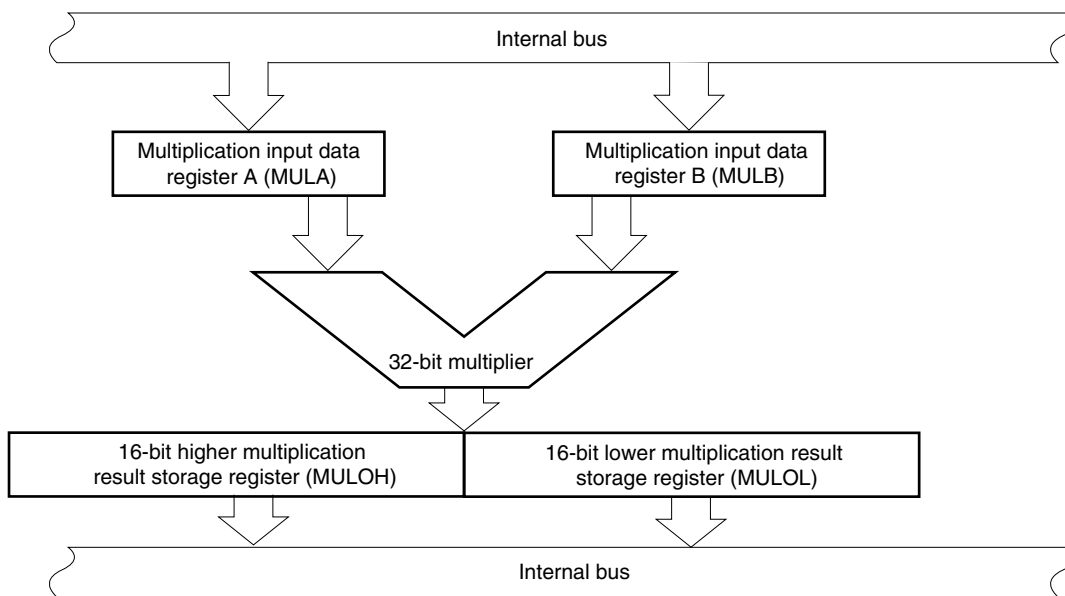 Internal bus
Multiplication input data
register A (MULA)
Multiplication input data
register B (MULB)
32-bit multiplier
16-bit higher multiplication
result storage register (MULOH)
16-bit lower multiplication result
storage register (MULOL)
Internal bus